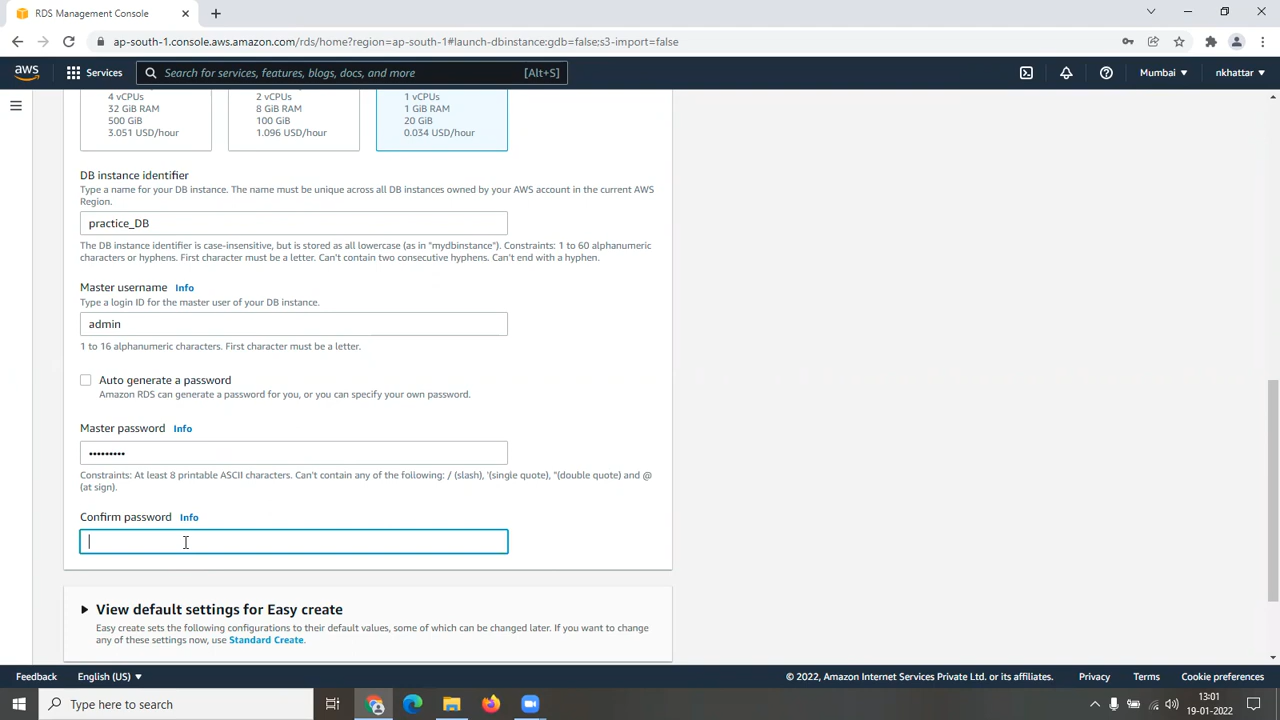 RDS Management Console
ap-south-1.console.aws.amazon.com/rds/home?region=ap-south-1#launch-dbinstance:gdb=false;s3-import=false
aws
Services
Search for services, features, blogs, docs, and more
[Alt+S]
Mumbai
nkhattar
4 vCPUs
32 GiB RAM
500 GiB
3.051 USD/hour
2 vCPUs
8 GiB RAM
100 GiB
1.096 USD/hour
1 vCPUs
1 GiB RAM
20 GiB
0.034 USD/hour
DB instance identifier
Type a name for your DB instance. The name must be unique across all DB instances owned by your AWS account in the current AWS
Region.
practice_DB
The DB instance identifier is case-insensitive, but is stored as all lowercase (as in "mydbinstance"). Constraints: 1 to 60 alphanumeric
characters or hyphens. First character must be a letter. Can't contain two consecutive hyphens. Can't end with a hyphen.
Master username Info
Type a login ID for the master user of your DB instance.
admin
1 to 16 alphanumeric characters. First character must be a letter.
Auto generate a password
Amazon RDS can generate a password for you, or you can specify your own password.
Master password Info
•••••••••
Constraints: At least 8 printable ASCII characters. Can't contain any of the following: / (slash), '(single quote), "(double quote) and @
(at sign).
Confirm password Info
View default settings for Easy create
Easy create sets the following configurations to their default values, some of which can be changed later. If you want to change
any of these settings now, use Standard Create.
Feedback
English (US)
© 2022, Amazon Internet Services Private Ltd. or its affiliates.
Privacy
Terms
Cookie preferences
Type here to search
13:01
19-01-2022